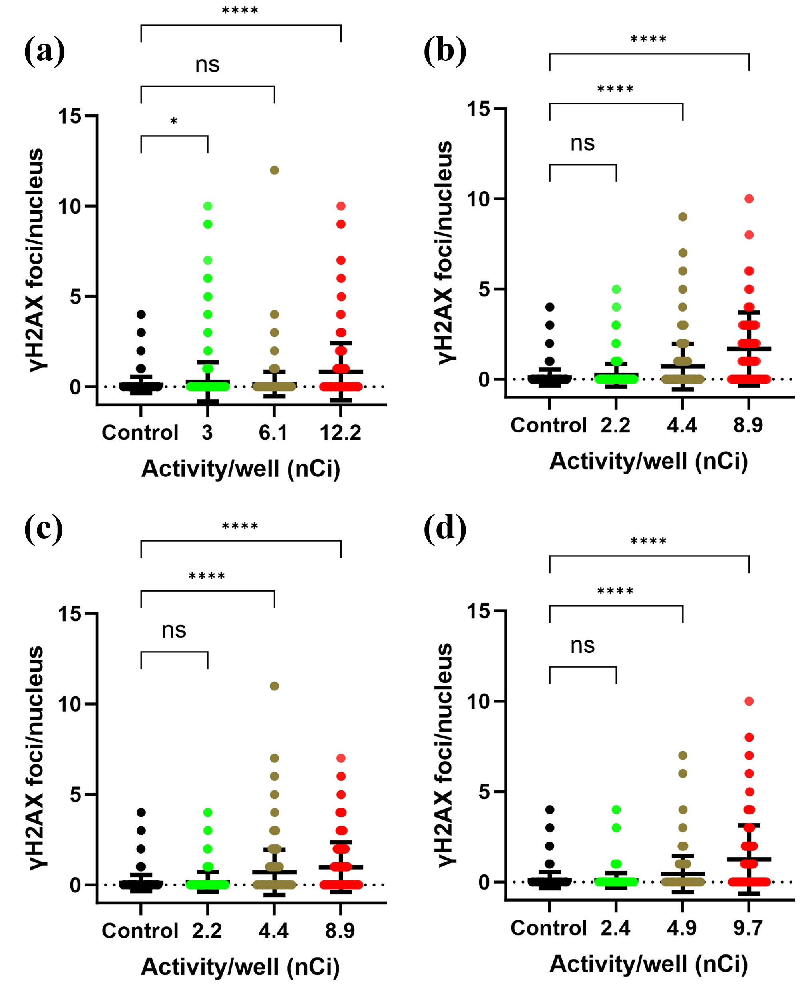 (a)
****
ns
*
γH2AX foci/nucleus
15
10
5
0
Control 3 6.1 12.2
Activity/well (nCi)
(b)
****
****
ns
γH2AX foci/nucleus
15
10
5
0
Control 2.2 4.4 8.9
Activity/well (nCi)
(c)
****
****
ns
γH2AX foci/nucleus
15
10
5
0
Control 2.2 4.4 8.9
Activity/well (nCi)
(d)
****
****
ns
γH2AX foci/nucleus
15
10
5
0
Control 2.4 4.9 9.7
Activity/well (nCi)